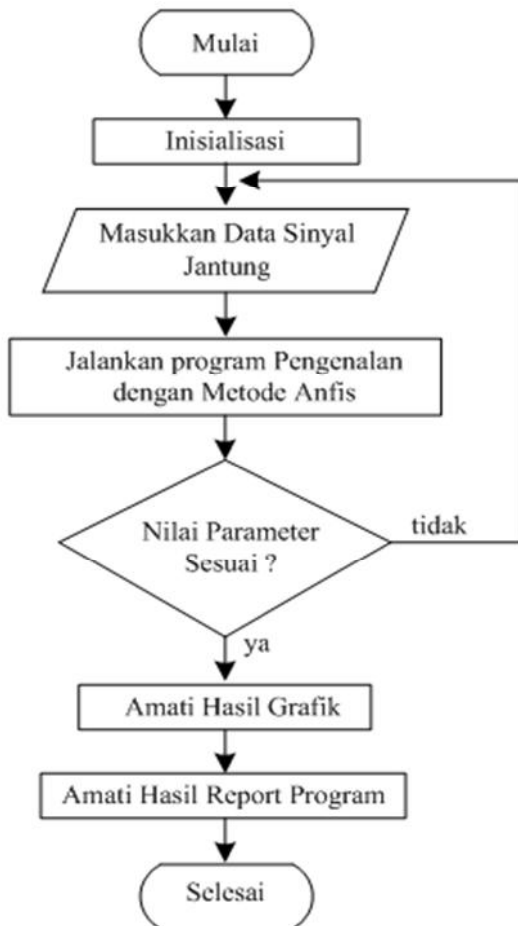 Mulai
Inisialisasi
Masukkan Data Sinyal
Jantung
Jalankan program Pengenalan
dengan Metode Anfis
Nilai Parameter
Sesuai ?
tidak
ya
Amati Hasil Grafik
Amati Hasil Report Program
Selesai